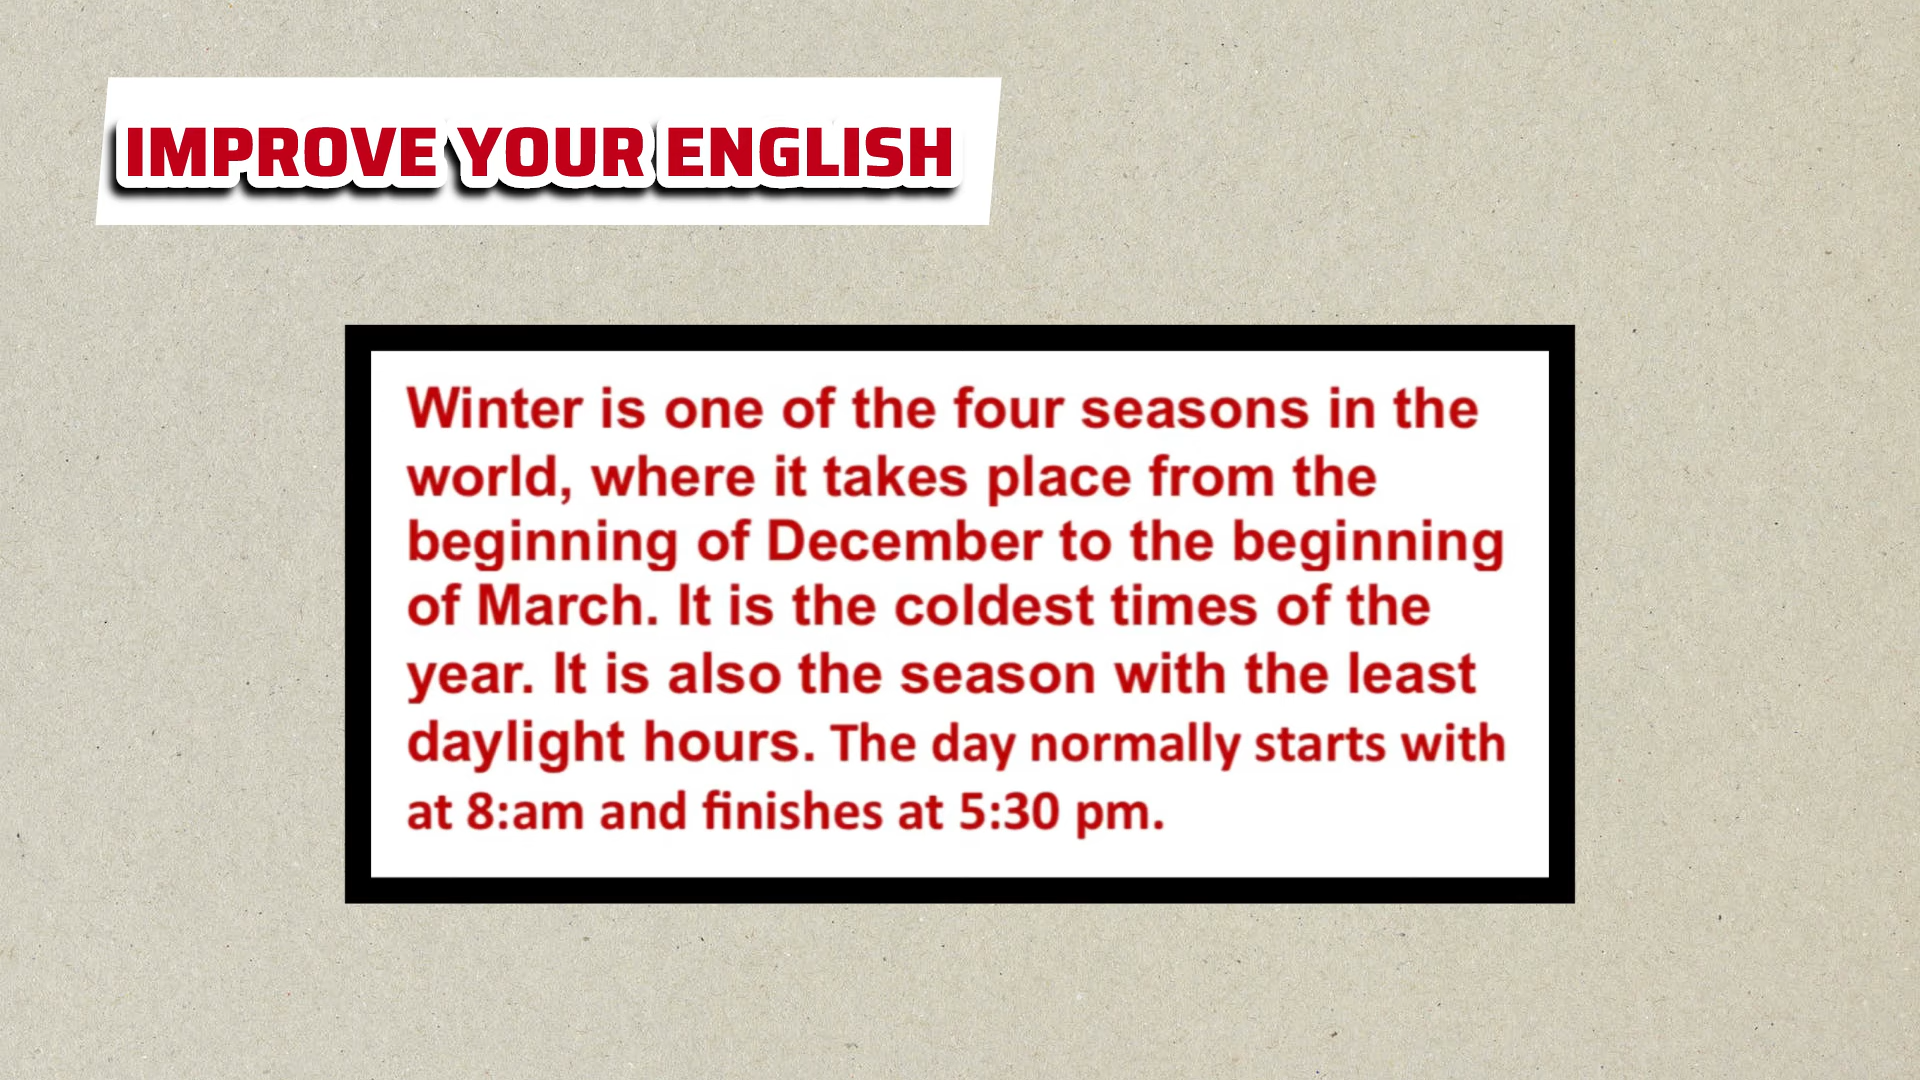 IMPROVE YOUR ENGLISH
Winter is one of the four seasons in the
world, where it takes place from the
beginning of December to the beginning
of March. It is the coldest times of the
year. It is also the season with the least
daylight hours. The day normally starts with
at 8:am and finishes at 5:30 pm.